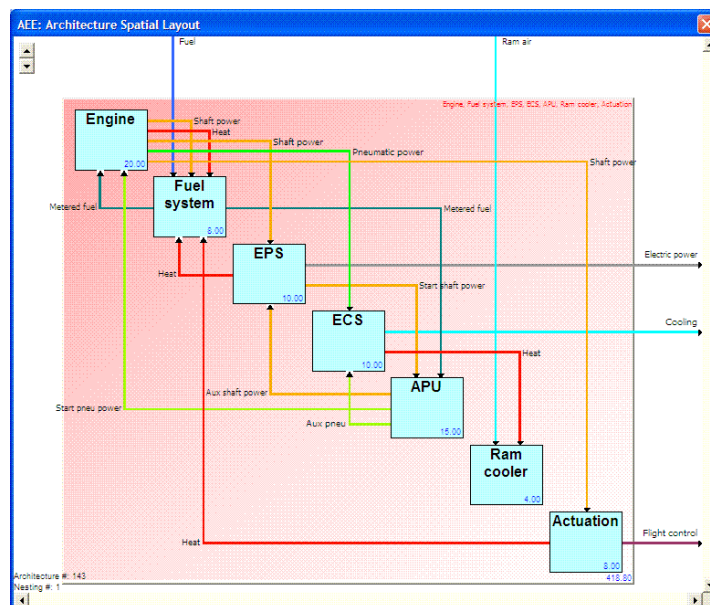 AEE: Architecture Spatial Layout
Fuel
Ram air
Engine, Fuel system, EPS, ECS, APU, Ram cooler, Actuation
Engine
20.00
Shaft power
Heat
Shaft power
Pneumatic power
Shaft power
Fuel
system
8.00
Metered fuel
Metered fuel
EPS
10.00
Electric power
Heat
Start shaft power
ECS
10.00
Cooling
Heat
APU
15.00
Aux shaft power
Start pneu power
Aux pneu
Ram
cooler
4.00
Actuation
8.00
Flight control
Heat
418.80
Architecture #: 143
Nesting #: 1